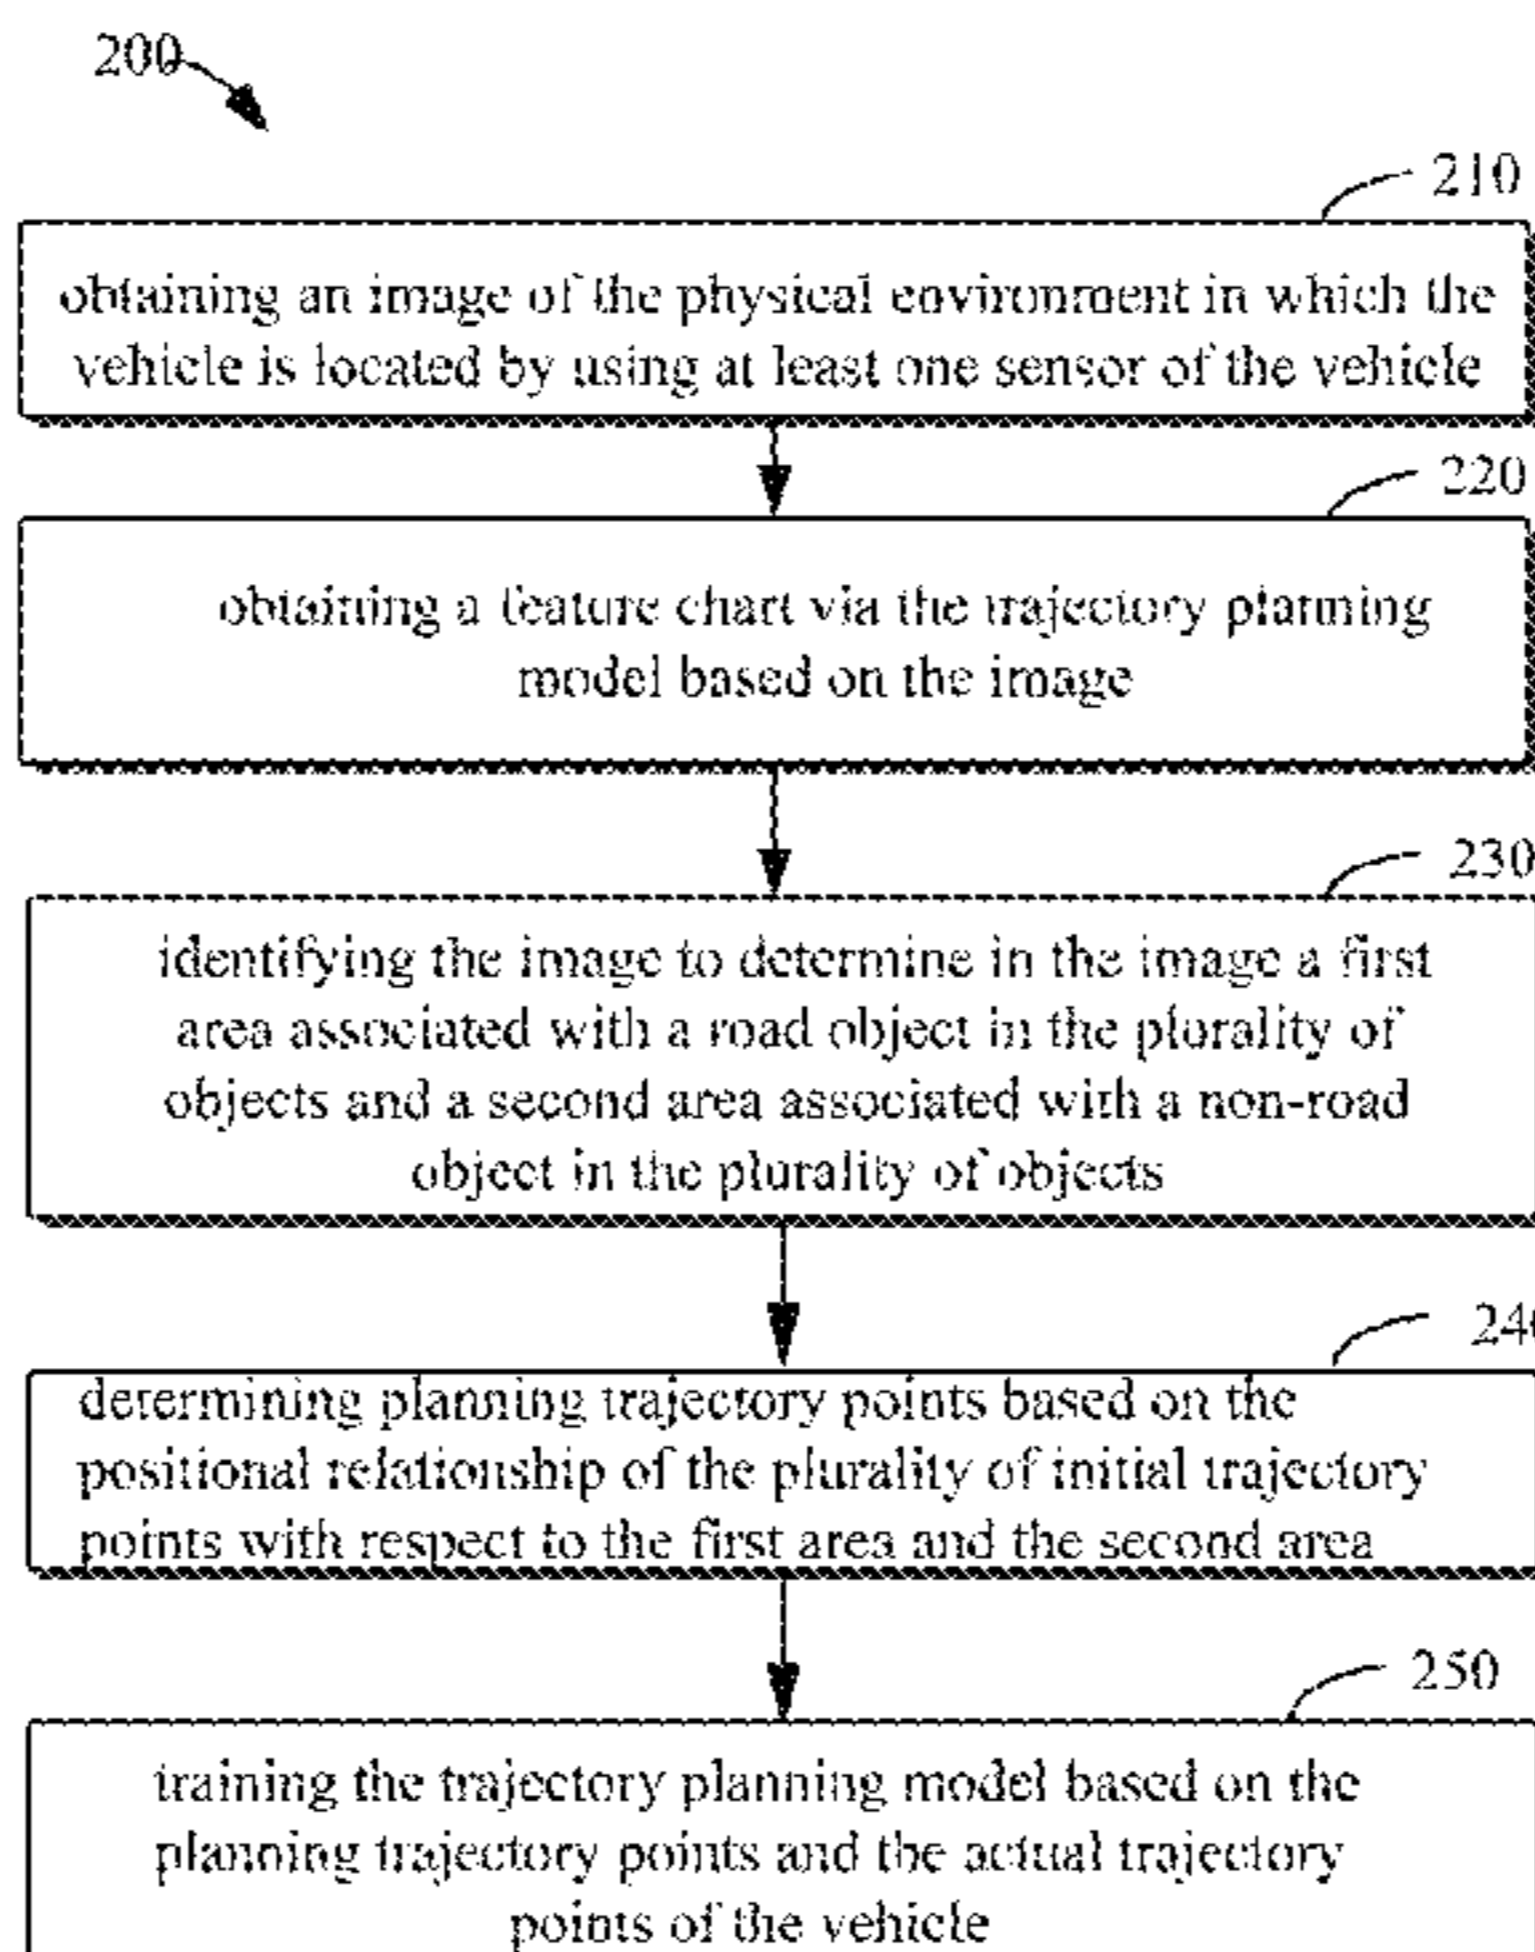 200
210
obtaining an image of the physical environment in which the
vehicle is located by using at least one sensor of the vehicle
220
obtaining a feature chart via the trajectory planning
model based on the image
230
identifying the image to determine in the image a first
area associated with a road object in the plurality of
objects and a second area associated with a non-road
object in the plurality of objects
240
determining planning trajectory points based on the
positional relationship of the plurality of initial trajectory
points with respect to the first area and the second area
250
training the trajectory planning model based on the
planning trajectory points and the actual trajectory
points of the vehicle